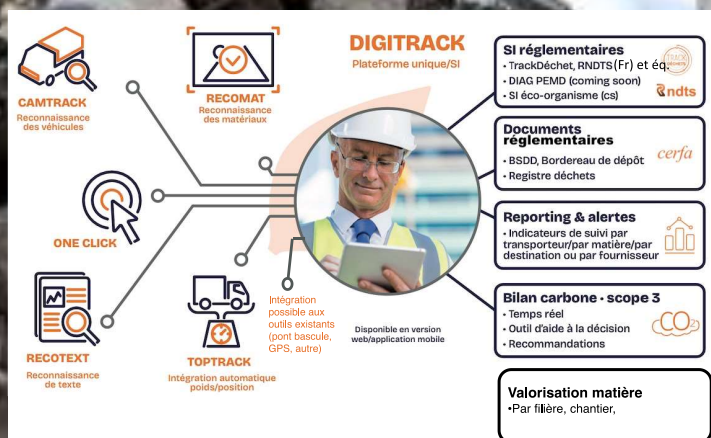 DIGITRACK
Plateforme unique/SI
CAMTRACK
Reconnaissance
des véhicules
RECOMAT
Reconnaissance
des matériaux
ONE CLICK
RECOTEXT
Reconnaissance
de texte
TOPTRACK
Intégration automatique
poids/position
Intégration
possible aux
outils existants
(pont bascule,
GPS, autre)
Disponible en version
web/application mobile
SI réglementaires
• TrackDéchet, RNDTS(Fr) et éq.
• DIAG PEMD (coming soon)
• SI éco-organisme (cs)
TRACK
DÉCHETS
rndts
Documents
réglementaires
• BSDD, Bordereau de dépôt
• Registre déchets
cerfa
Reporting & alertes
• Indicateurs de suivi par
transporteur/par matière/par
destination ou par fournisseur
Bilan carbone • scope 3
• Temps réel
• Outil d'aide à la décision
• Recommandations
CO2
Valorisation matière
•Par filière, chantier,